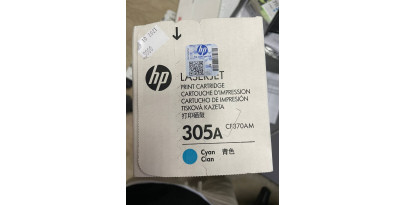 hp
hp
LASERJET
PRINT CARTRIDGE
CARTOUCHE D'IMPRESSION
CARTUCHO DE IMPRESIÓN
TISKOVÁ KAZETA
打印硒鼓
305A CF370AM
Cyan 青色
Cian